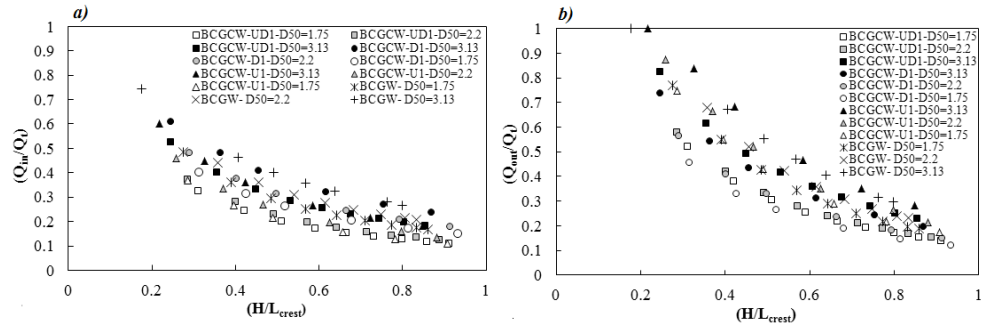 a)
1
0.9
0.8
0.7
0.6
0.5
0.4
0.3
0.2
0.1
0
(Qin/Qt)
BCGCW-UD1-D50=1.75
BCGCW-UD1-D50=2.2
BCGCW-UD1-D50=3.13
BCGCW-D1-D50=3.13
BCGCW-D1-D50=2.2
BCGCW-D1-D50=1.75
BCGCW-U1-D50=3.13
BCGCW-U1-D50=2.2
BCGCW-U1-D50=1.75
BCGW- D50=1.75
BCGW- D50=2.2
BCGW- D50=3.13
0 0.2 0.4 0.6 0.8 1
(H/Lcrest)
b)
1
0.9
0.8
0.7
0.6
0.5
0.4
0.3
0.2
0.1
0
(Qout/Qt)
BCGCW-UD1-D50=1.75
BCGCW-UD1-D50=2.2
BCGCW-UD1-D50=3.13
BCGCW-D1-D50=3.13
BCGCW-D1-D50=2.2
BCGCW-D1-D50=1.75
BCGCW-U1-D50=3.13
BCGCW-U1-D50=2.2
BCGCW-U1-D50=1.75
BCGW- D50=1.75
BCGW- D50=2.2
BCGW- D50=3.13
0 0.2 0.4 0.6 0.8 1
(H/Lcrest)